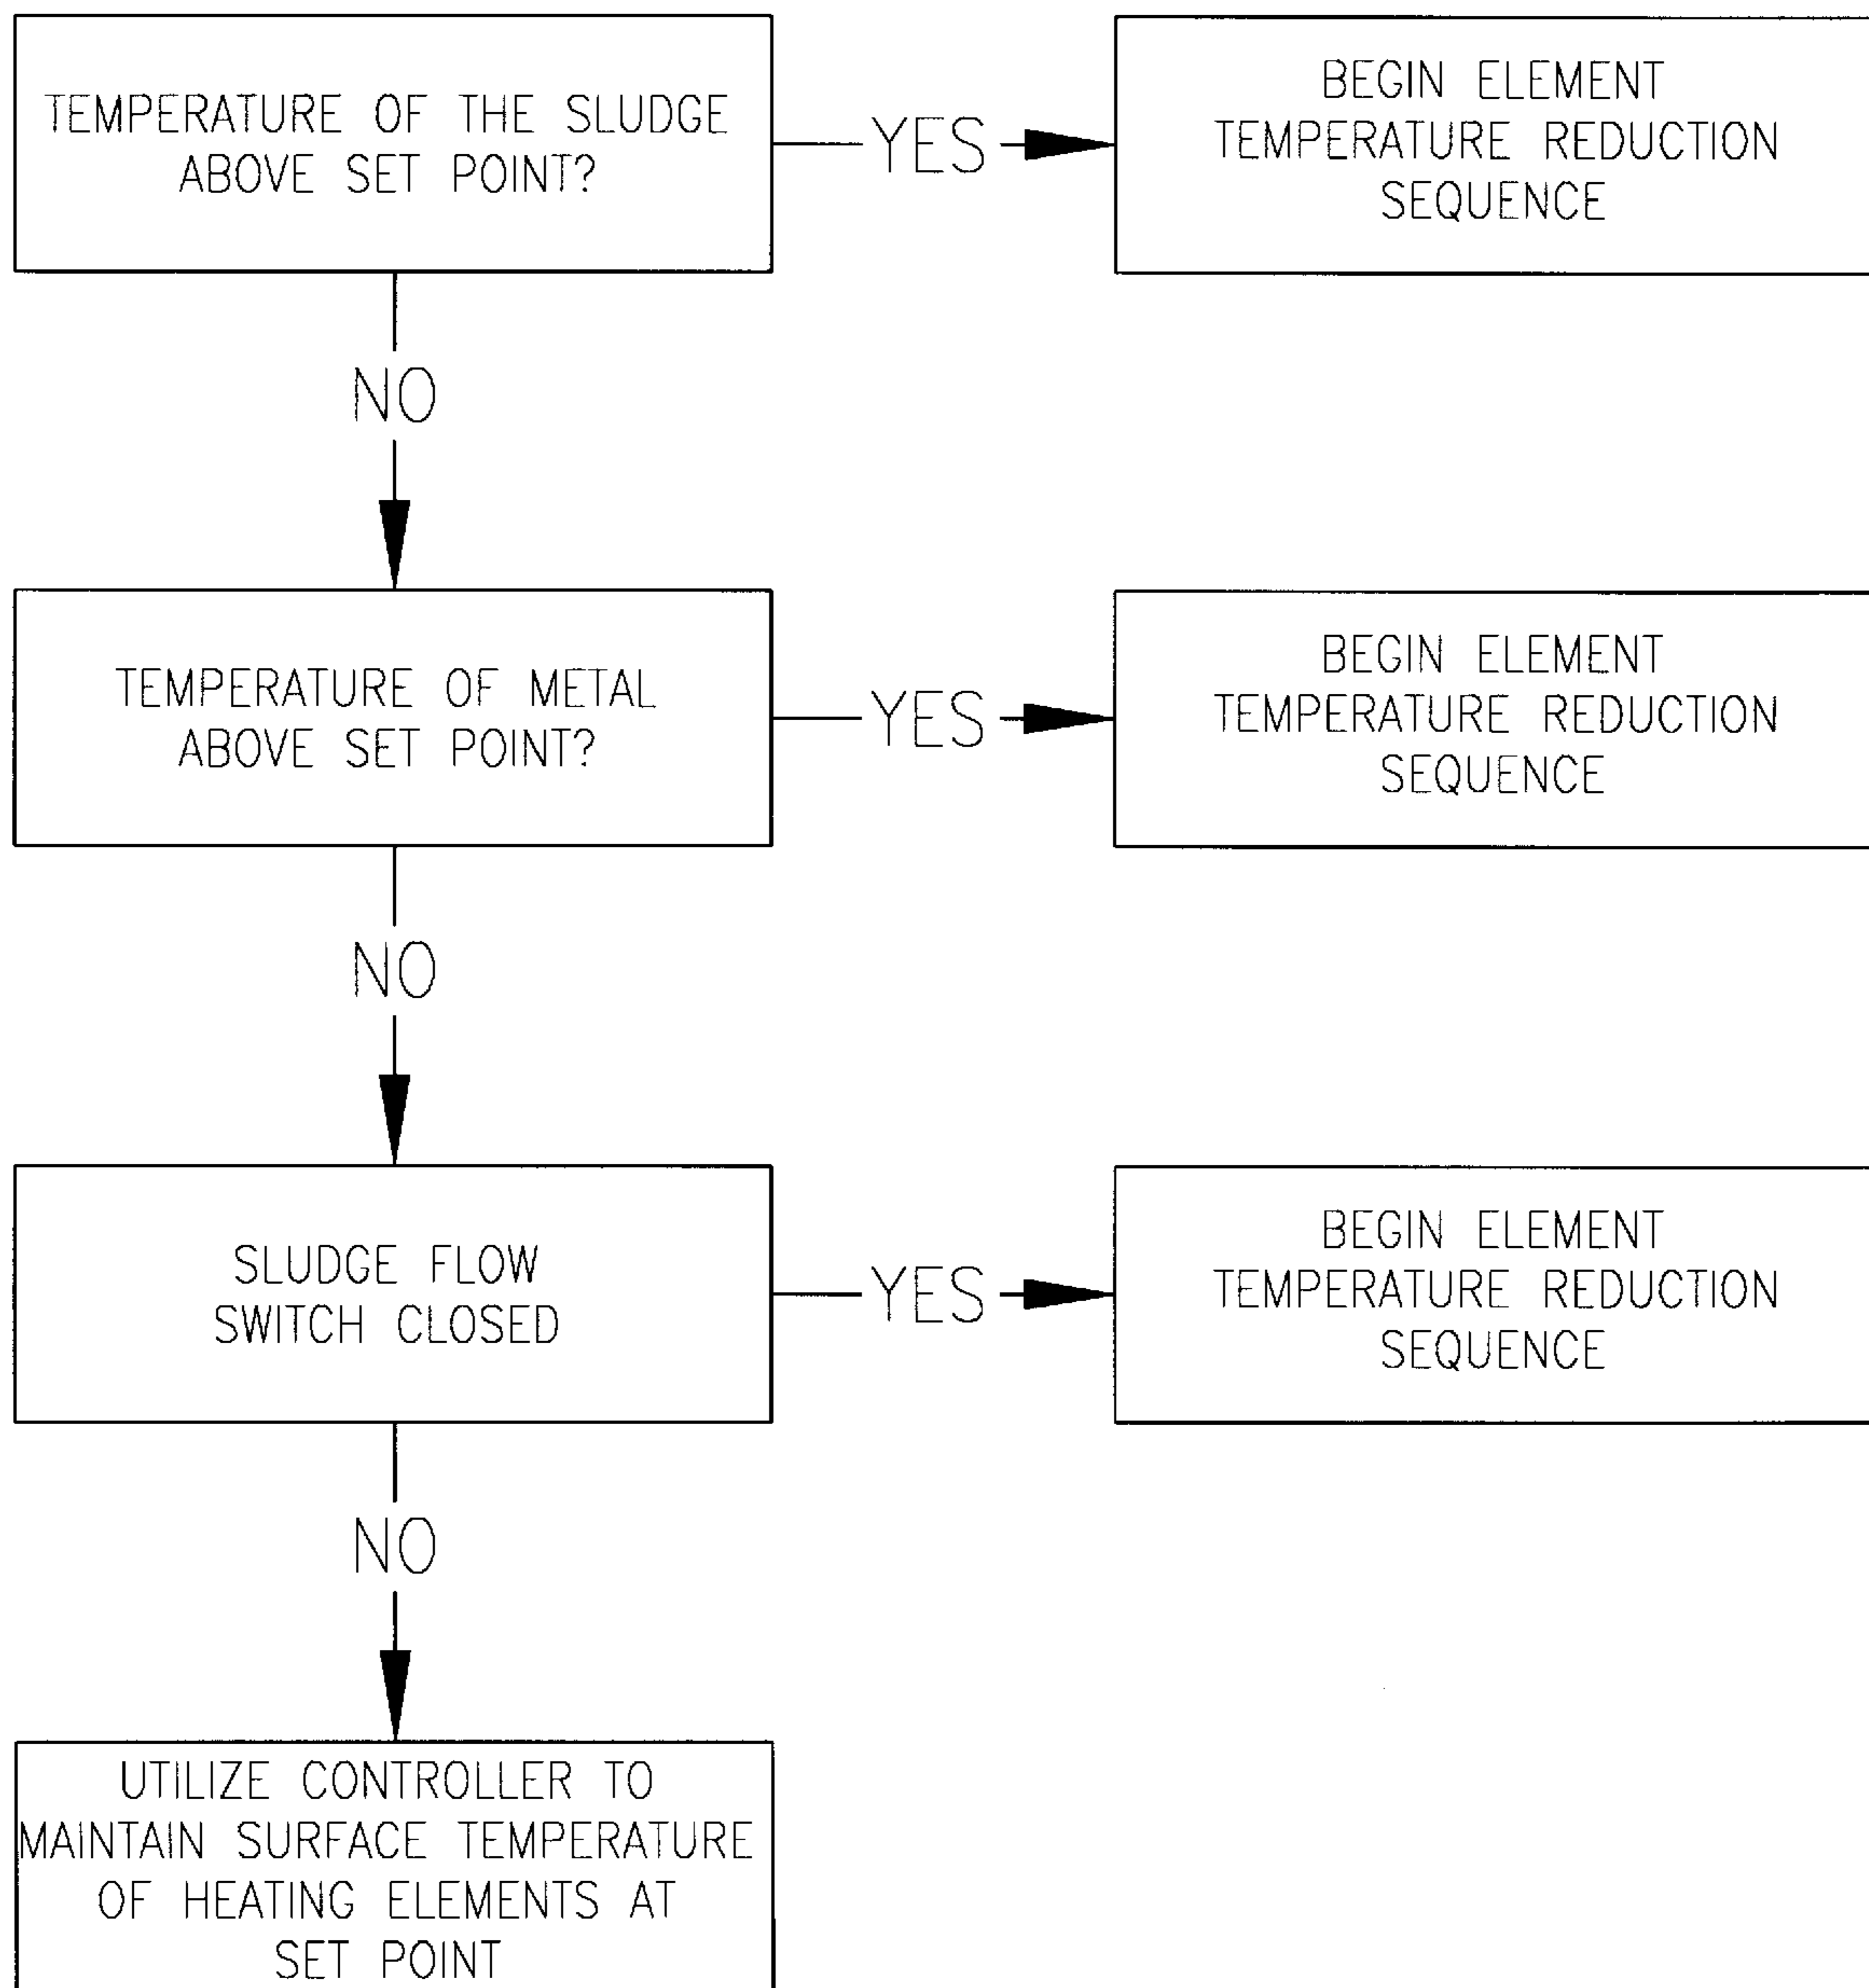 TEMPERATURE OF THE SLUDGE
ABOVE SET POINT?
YES
BEGIN ELEMENT
TEMPERATURE REDUCTION
SEQUENCE
NO
TEMPERATURE OF METAL
ABOVE SET POINT?
YES
BEGIN ELEMENT
TEMPERATURE REDUCTION
SEQUENCE
NO
SLUDGE FLOW
SWITCH CLOSED
YES
BEGIN ELEMENT
TEMPERATURE REDUCTION
SEQUENCE
NO
UTILIZE CONTROLLER TO
MAINTAIN SURFACE TEMPERATURE
OF HEATING ELEMENTS AT
SET POINT